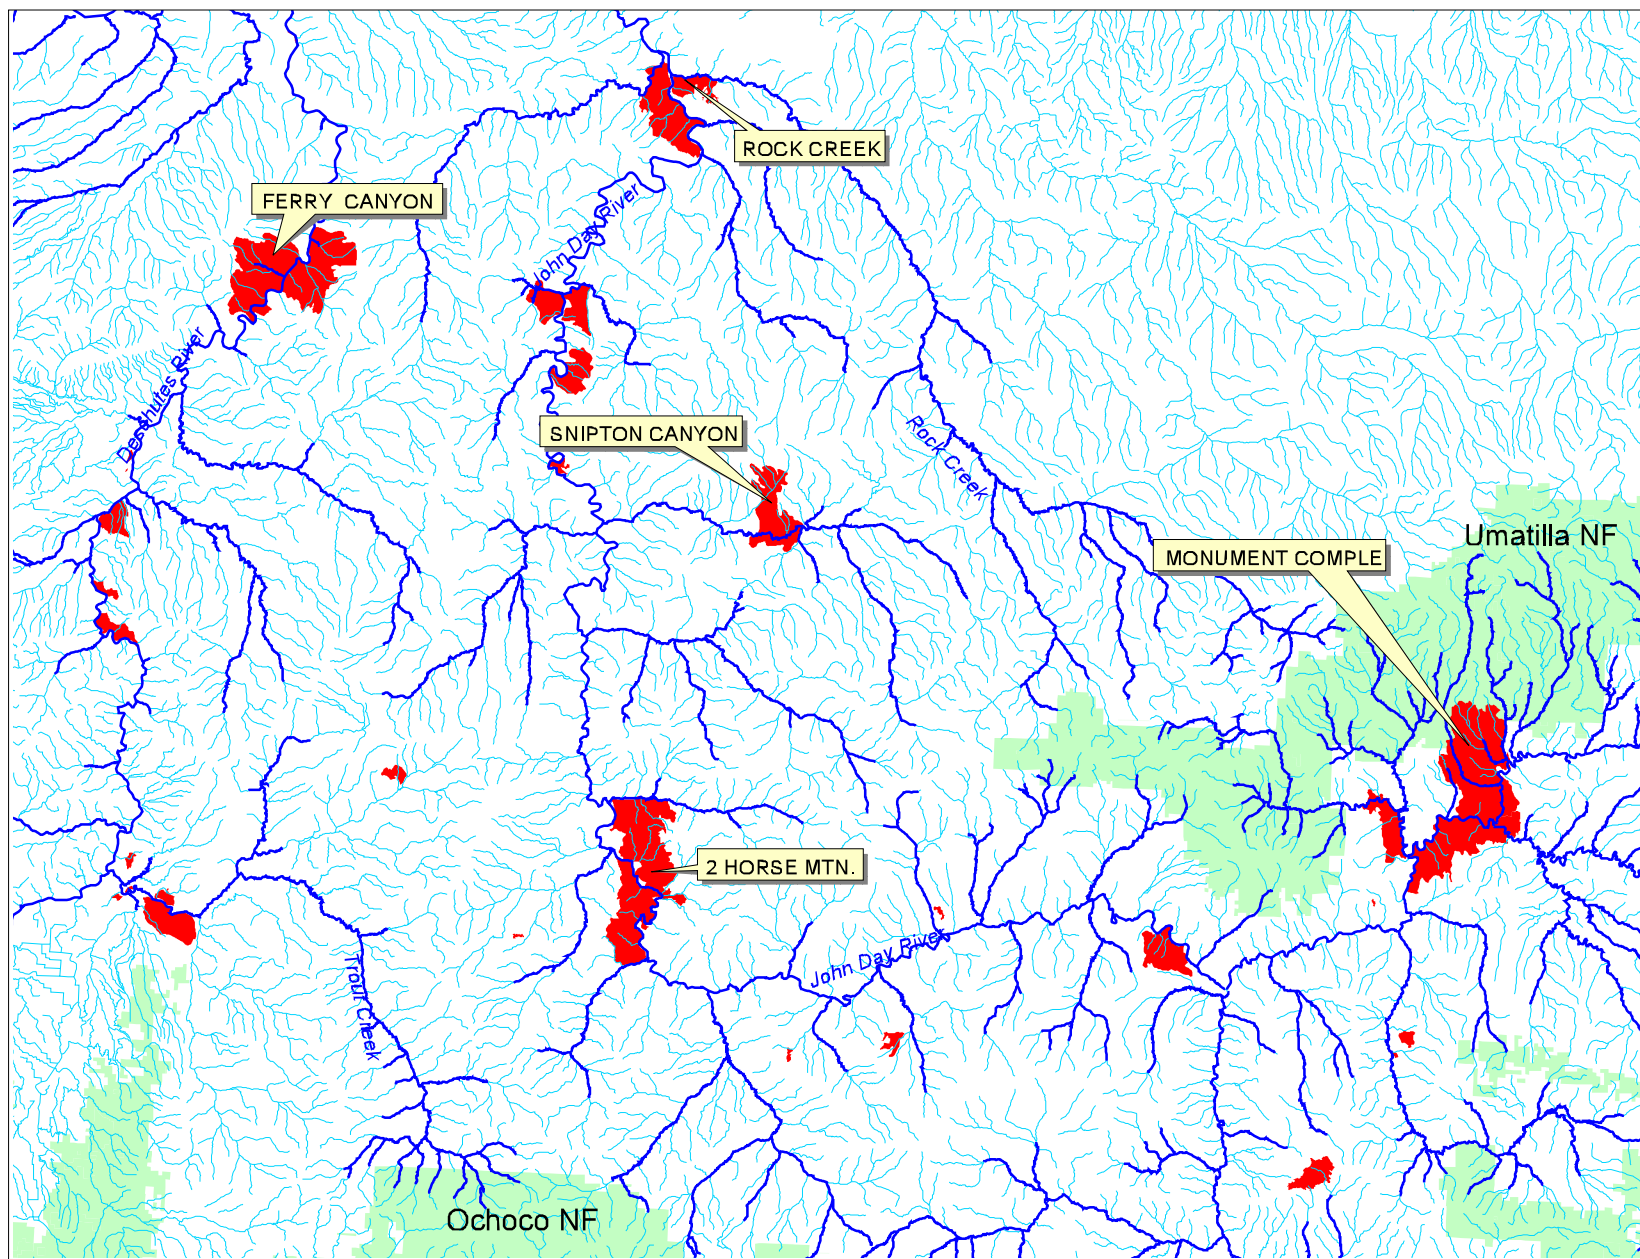 ROCK CREEK
FERRY CANYON
John Day River
Deschutes River
SNIPTON CANYON
Rock Creek
Umatilla NF
MONUMENT COMPLE
2 HORSE MTN.
John Day River
Trout Creek
Ochoco NF